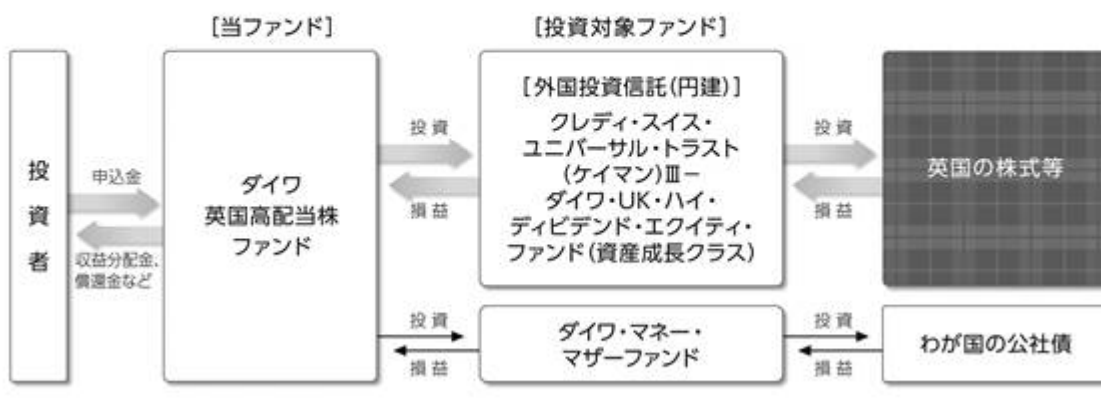 [当ファンド]
[投資対象ファンド]
投資者
申込金
収益分配金、
償還金など
ダイワ
英国高配当株
ファンド
投資
損益
[外国投資信託(円建)]
クレディ・スイス・
ユニバーサル・トラスト
(ケイマン)Ⅲ−
ダイワ・UK・ハイ・
ディビデンド・エクイティ・
ファンド(資産成長クラス)
投資
損益
英国の株式等
投資
損益
ダイワ・マネー・
マザーファンド
投資
損益
わが国の公社債